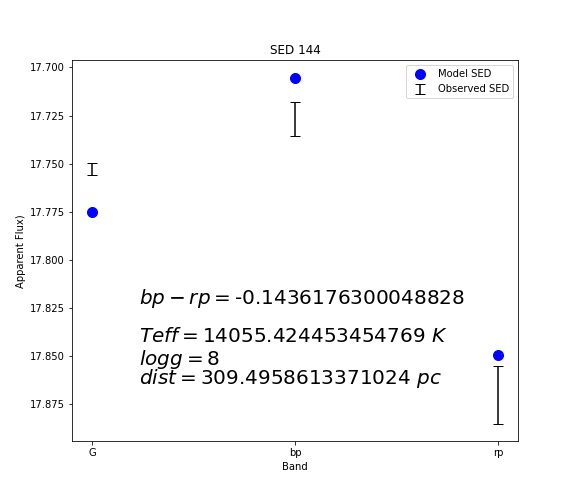 SED 144
17.700
17.725
17.750
17.775
17.800
17.825
17.850
17.875
Apparent Flux)
Model SED
Observed SED
bp − rp = -0.1436176300048828
Teff = 14055.424453454769 K
logg = 8
dist = 309.4958613371024 pc
G bp rp
Band